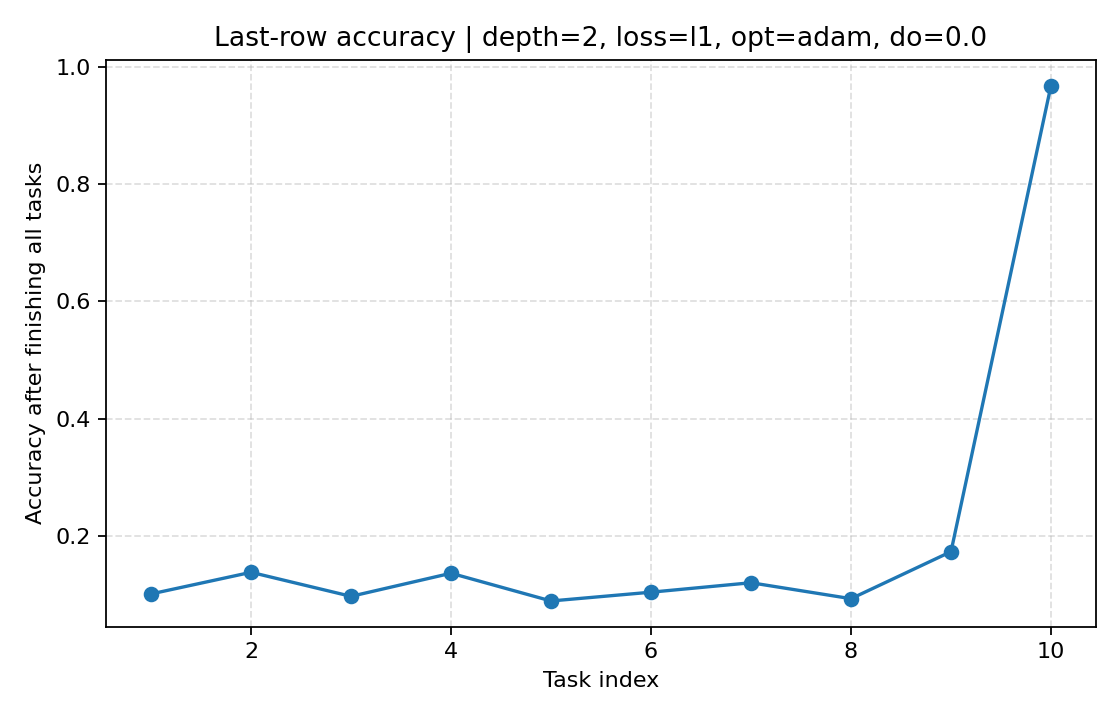 Last-row accuracy | depth=2, loss=l1, opt=adam, do=0.0
Accuracy after finishing all tasks
1.0
0.8
0.6
0.4
0.2
2 4 6 8 10
Task index